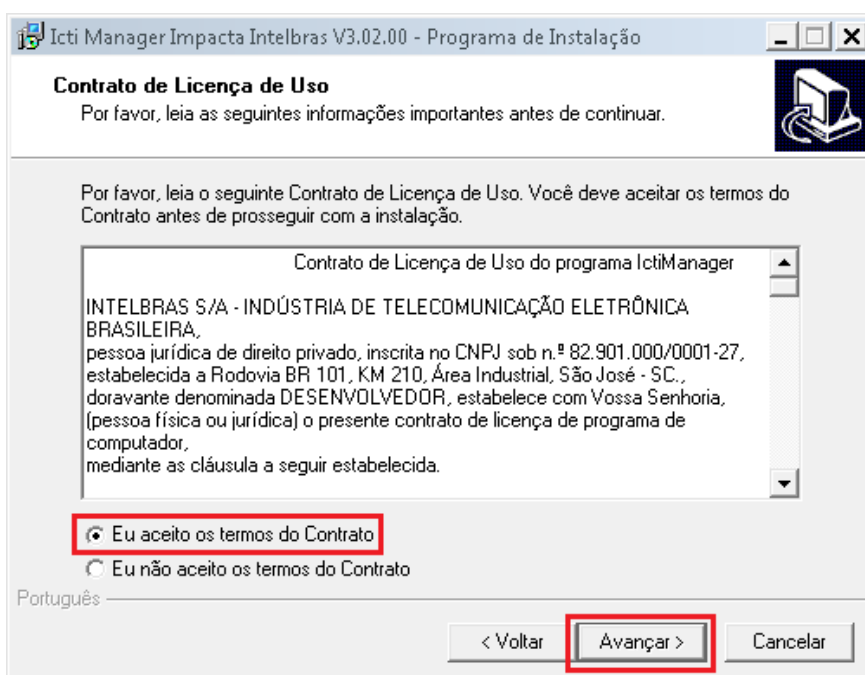 Icti Manager Impacta Intelbras V3.02.00 - Programa de Instalação
Contrato de Licença de Uso
Por favor, leia as seguintes informações importantes antes de continuar.
Por favor, leia o seguinte Contrato de Licença de Uso. Você deve aceitar os termos do
Contrato antes de prosseguir com a instalação.
Contrato de Licença de Uso do programa IctiManager
INTELBRAS S/A - INDÚSTRIA DE TELECOMUNICAÇÃO ELETRÔNICA
BRASILEIRA,
pessoa jurídica de direito privado, inscrita no CNPJ sob n.º 82.901.000/0001-27,
estabelecida a Rodovia BR 101, KM 210, Área Industrial, São José - SC.,
doravante denominada DESENVOLVEDOR, estabelece com Vossa Senhoria,
(pessoa física ou jurídica) o presente contrato de licença de programa de
computador,
mediante as cláusula a seguir estabelecida.
Eu aceito os termos do Contrato
Eu não aceito os termos do Contrato
Português
< Voltar
Avançar >
Cancelar